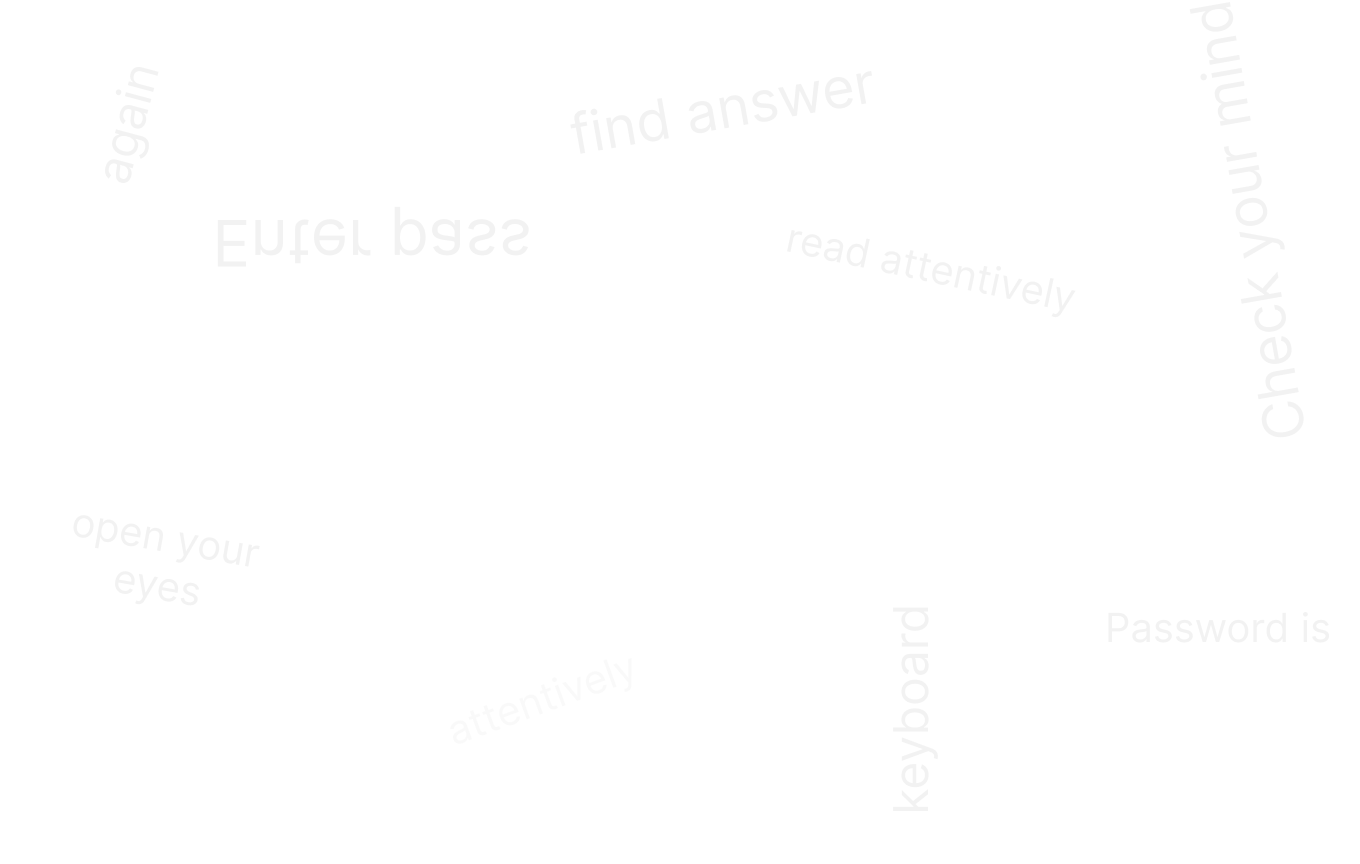 again
find answer
Check your mind
Enter pass
read attentively
open your
eyes
keyboard
Password is
attentively